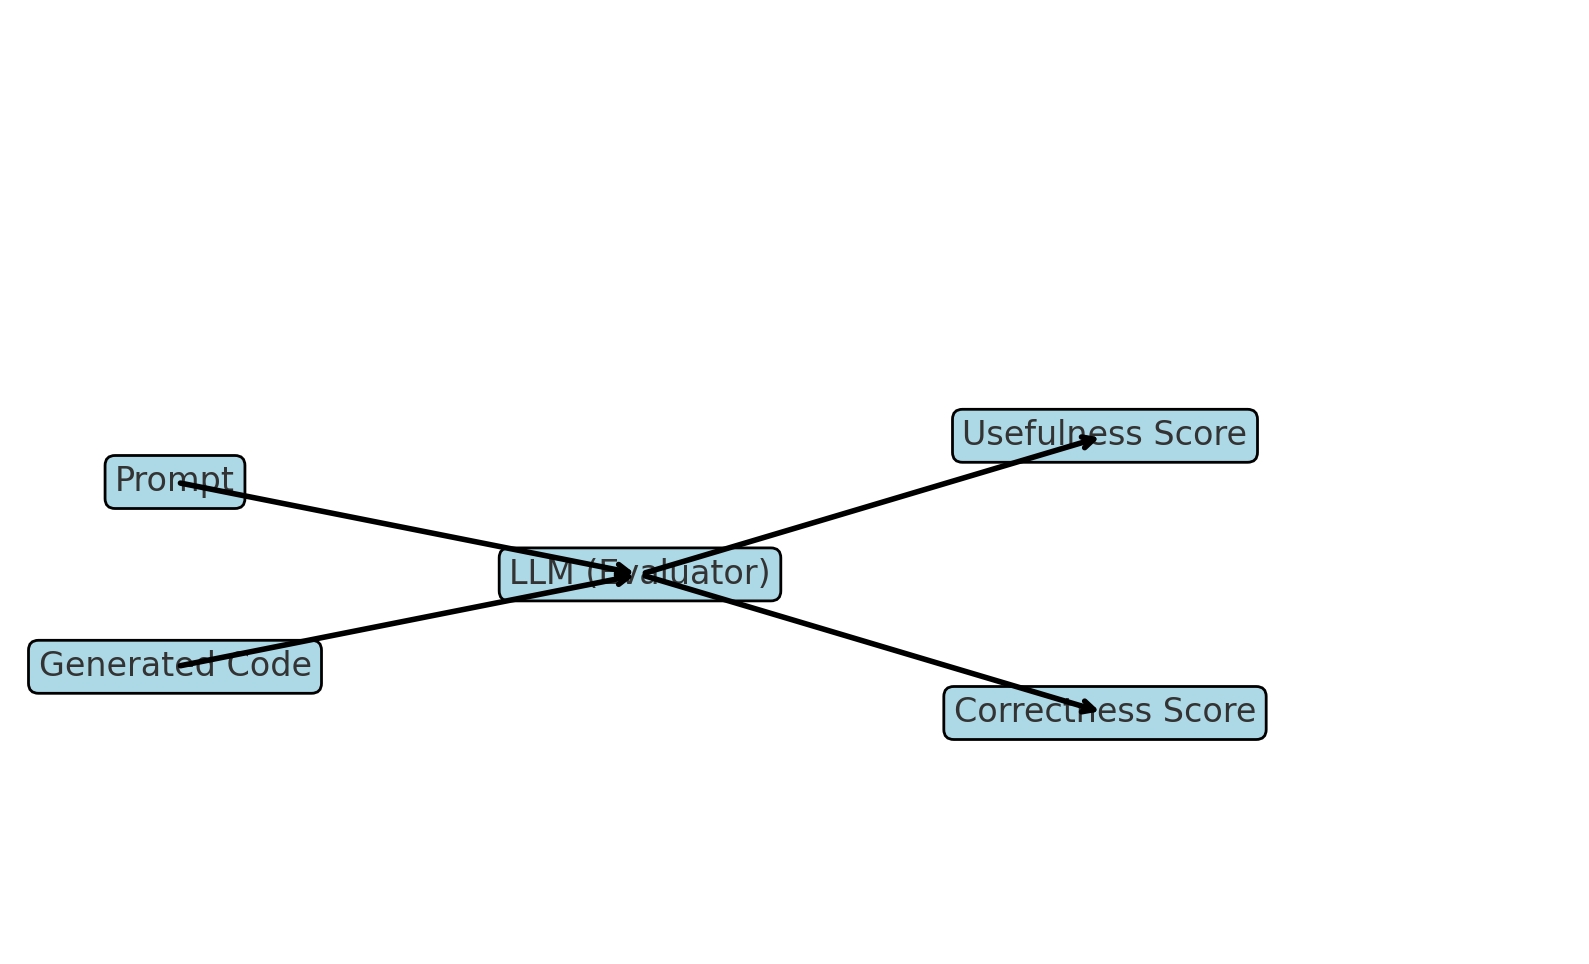 Prompt
Generated Code
LLM (Evaluator)
Usefulness Score
Correctness Score